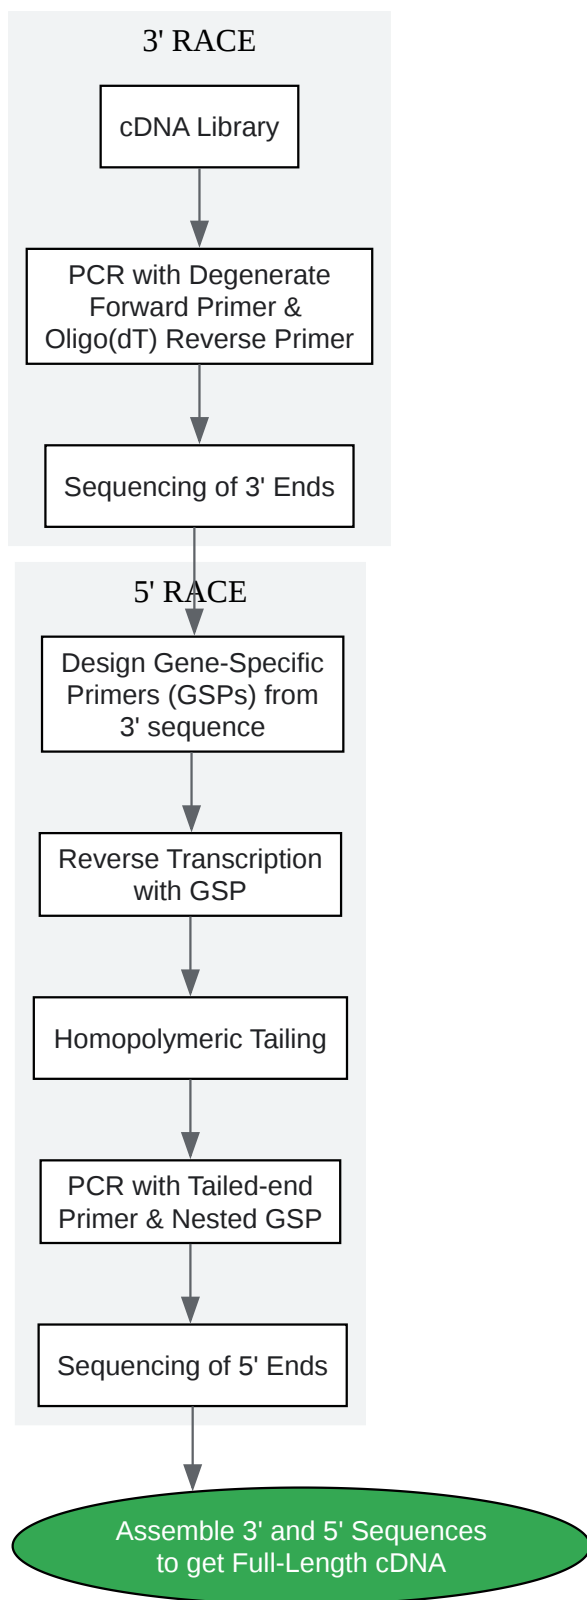 3' RACE
cDNA Library
PCR with Degenerate
Forward Primer &
Oligo(dT) Reverse Primer
Sequencing of 3' Ends
5' RACE
Design Gene-Specific
Primers (GSPs) from
3' sequence
Reverse Transcription
with GSP
Homopolymeric Tailing
PCR with Tailed-end
Primer & Nested GSP
Sequencing of 5' Ends
Assemble 3' and 5' Sequences
to get Full-Length cDNA